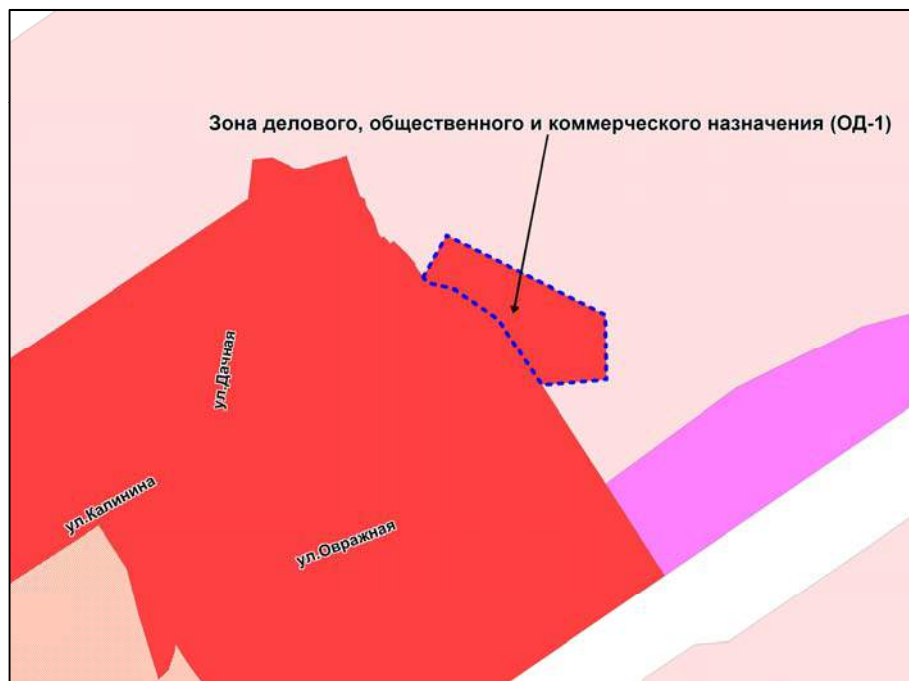 Зона делового, общественного и коммерческого назначения (ОД-1)
ул.Дачная
ул.Калинина
ул.Овражная